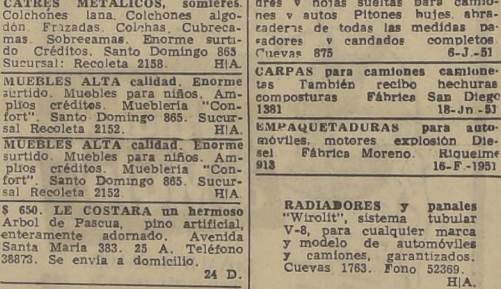 CATRES METALICOS, somieres.
Colchones lana. Colchones algo-
dón Frazadas. Colchas. Cubreca-
mas Sobreeamas. Enorme surti-
do Créditos. Santo Domingo 865
Sucursal: Recoleta 2158. H|A.
MUEBLES ALTA calidad. Enorme
surtido. Muebles para niños. Am-
plios créditos. Mueblería "Con-
fort". Santo Domingo 865. Sucur-
sal Recoleta 2152. H|A.
MUEBLES ALTA calidad. Enorme
surtido. Muebles para niños. Am-
plios créditos. Mueblería "Con-
fort". Santo Domingo 865. Sucur-
sal Recoleta 2152. H|A.
$ 650. LE COSTARA un hermoso
Arbol de Pascua, pino artificial,
enteramente adornado. Avenida
Santa María 383. 25 A. Teléfono
38873. Se envía a domicilio.
24 D.
dres y hojas sueltas para camio-
nes y autos Pitones bujes, abra-
zaderas de todas las medidas pa-
sadores y candados completos
Cuevas 875 6-J.-51
CARPAS para camiones camione-
tas También recibo hechuras
composturas Fábrica San Diego
1381 18-Jn.-51
EMPAQUETADURAS para auto-
móviles, motores explosión Die-
sel Fábrica Moreno. Riquelme
913 16-F.-1951
RADIADORES y panales
"Wirolit", sistema tubular
V-8, para cualquier marca
y modelo de automóviles
y camiones, garantizados.
Cuevas 1763. Fono 52369.
H|A.